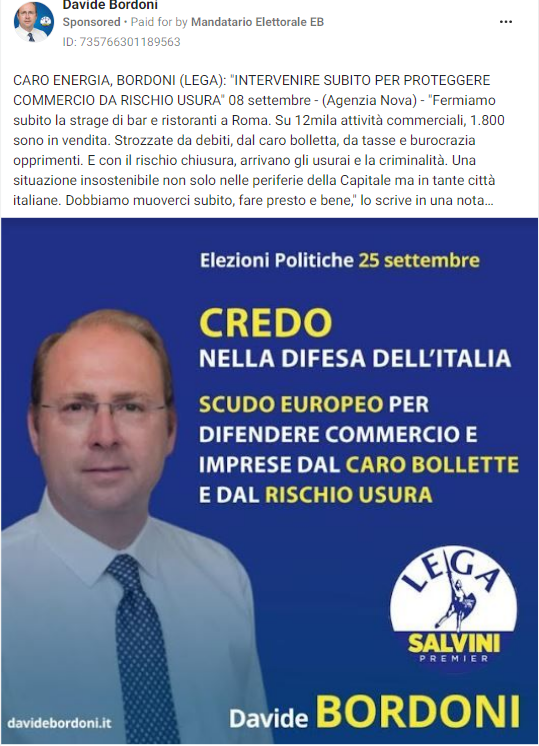 Davide Bordoni
Sponsored • Paid for by Mandatario Elettorale EB
ID: 735766301189563
CARO ENERGIA, BORDONI (LEGA): "INTERVENIRE SUBITO PER PROTEGGERE
COMMERCIO DA RISCHIO USURA" 08 settembre - (Agenzia Nova) - "Fermiamo
subito la strage di bar e ristoranti a Roma. Su 12mila attività commerciali, 1.800
sono in vendita. Strozzate da debiti, dal caro bolletta, da tasse e burocrazia
opprimenti. E con il rischio chiusura, arrivano gli usurai e la criminalità. Una
situazione insostenibile non solo nelle periferie della Capitale ma in tante città
italiane. Dobbiamo muoverci subito, fare presto e bene," lo scrive in una nota...
Elezioni Politiche 25 settembre
CREDO
NELLA DIFESA DELL'ITALIA
SCUDO EUROPEO PER
DIFENDERE COMMERCIO E
IMPRESE DAL CARO BOLLETTE
E DAL RISCHIO USURA
LEGA
SALVINI
PREMIER
davidebordoni.it
Davide BORDONI